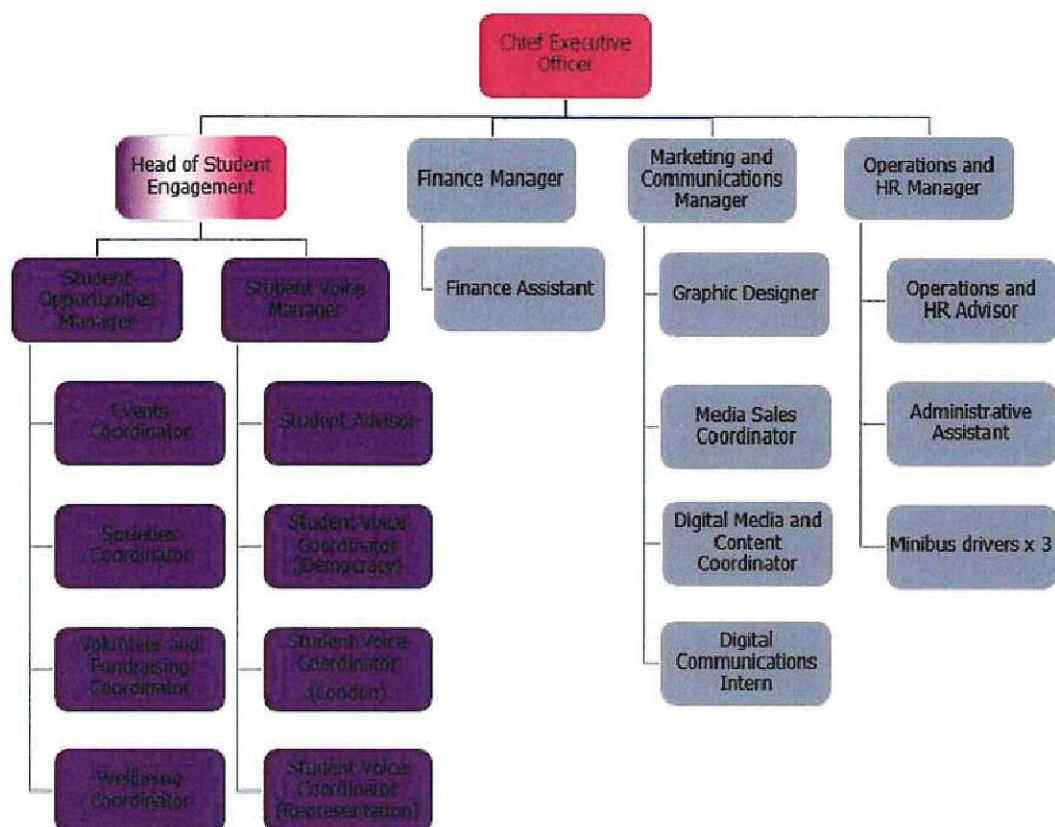 Chief Executive
Officer
Head of Student
Engagement
Finance Manager
Marketing and
Communications
Manager
Operations and
HR Manager
Student
Opportunities
Manager
Student Voice
Manager
Finance Assistant
Graphic Designer
Operations and
HR Advisor
Events
Coordinator
Student Advisor
Media Sales
Coordinator
Administrative
Assistant
Societies
Coordinator
Student Voice
Coordinator
(Democracy)
Digital Media and
Content
Coordinator
Minibus drivers x 3
Volunteer and
Fundraising
Coordinator
Student Voice
Coordinator
(London)
Digital
Communications
Intern
Wellbeing
Coordinator
Student Voice
Coordinator
(Representation)